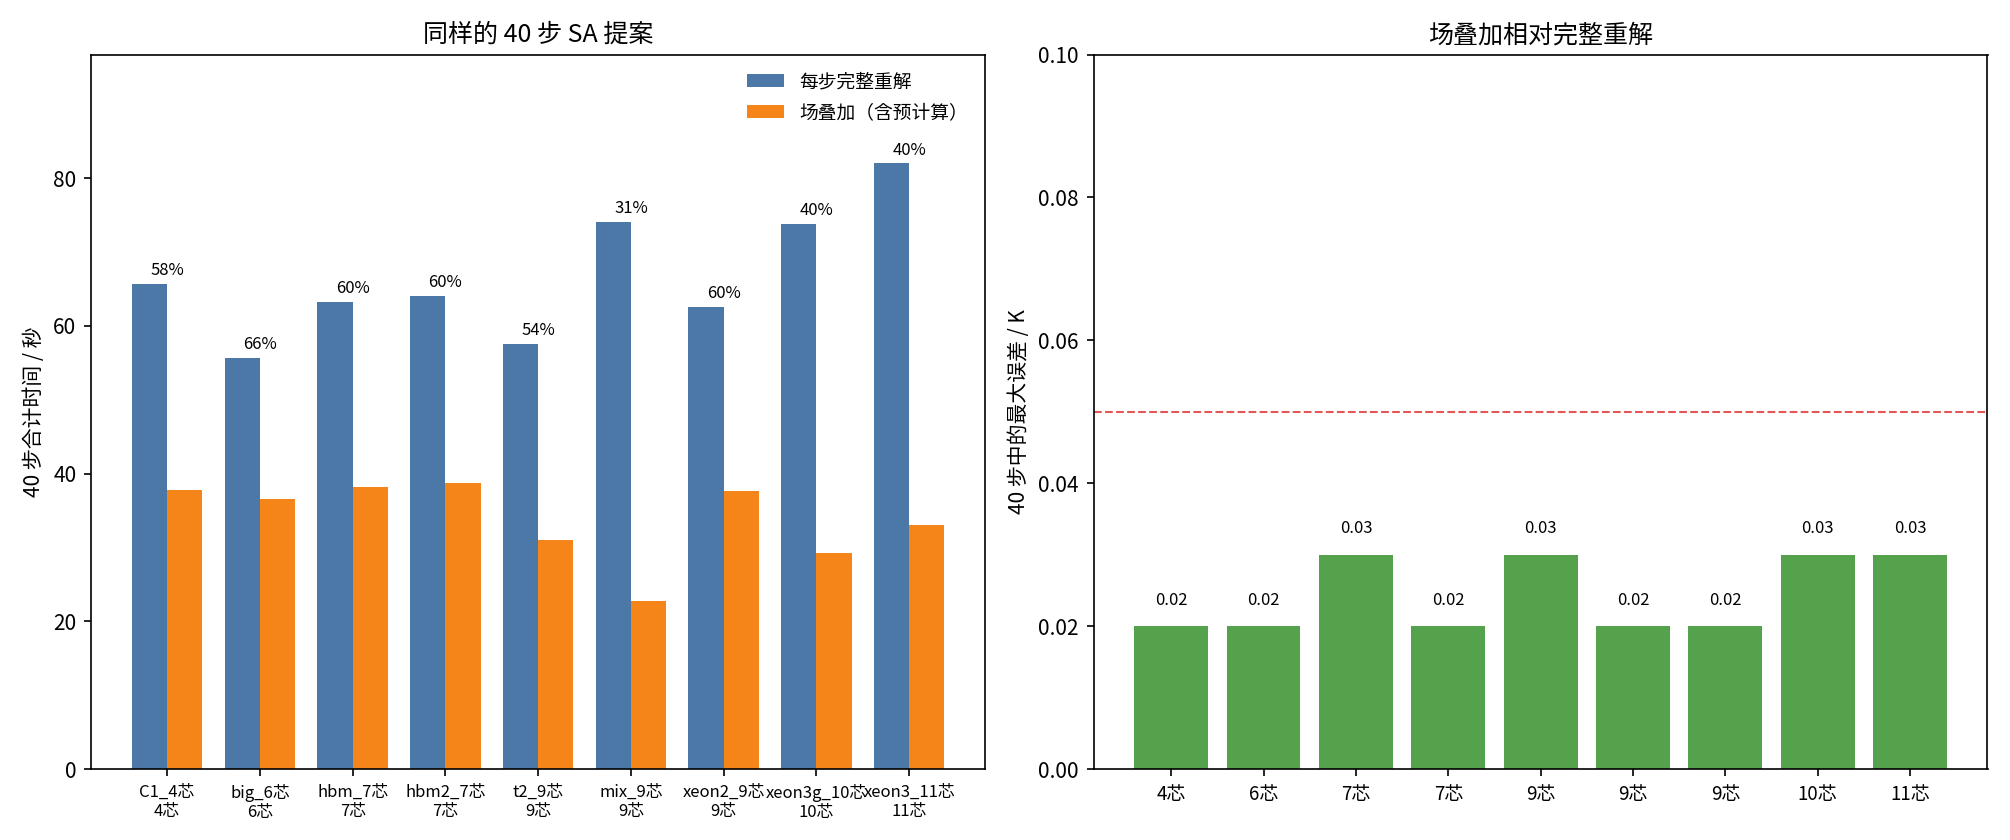 同样的 40 步 SA 提案
每步完整重解
场叠加（含预计算）
40 步合计时间 / 秒
80
60
40
20
0
58%
66%
60%
60%
54%
31%
60%
40%
40%
C1_4芯
4芯
big_6芯
6芯
hbm_7芯
7芯
hbm2_7芯
7芯
t2_9芯
9芯
mix_9芯
9芯
xeon2_9芯
9芯
xeon3g_10芯
10芯
xeon3_11芯
11芯
场叠加相对完整重解
40 步中的最大误差 / K
0.10
0.08
0.06
0.04
0.02
0.00
0.02
0.02
0.03
0.02
0.03
0.02
0.02
0.03
0.03
4芯
6芯
7芯
7芯
9芯
9芯
9芯
10芯
11芯